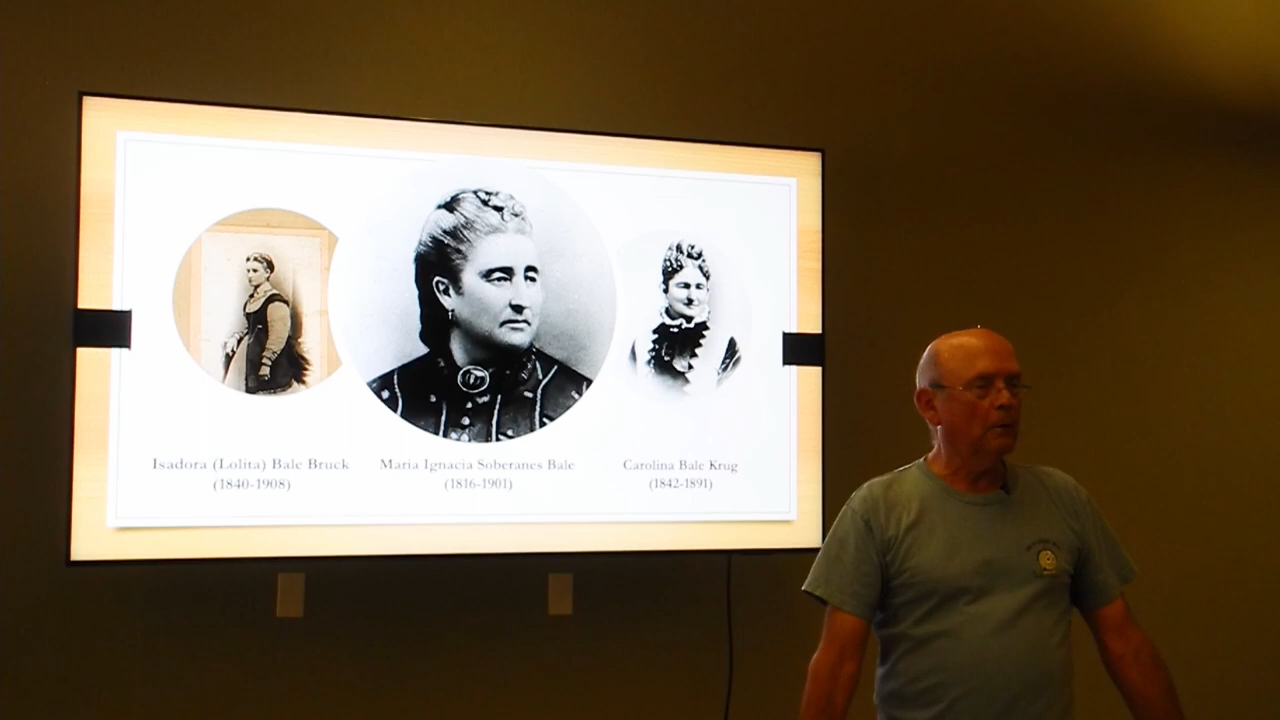 Isadora (Lolita) Bale Bruck
(1840-1908)
Maria Ignacia Soberanes Bale
(1816-1901)
Carolina Bale Krug
(1842-1891)